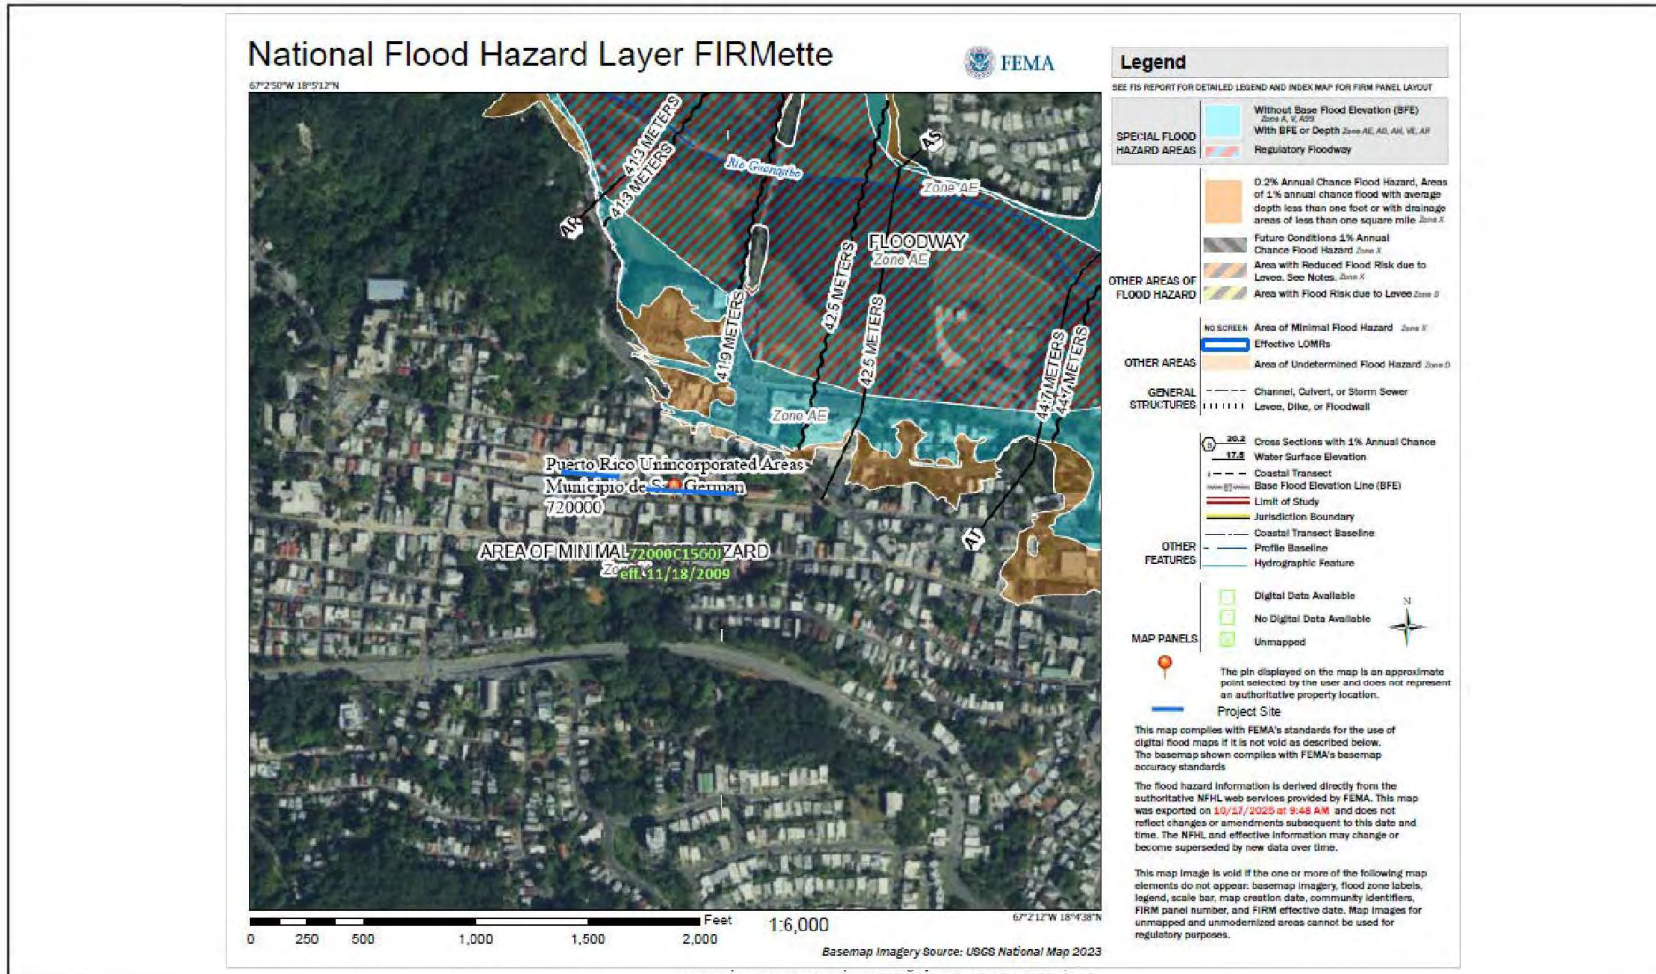 National Flood Hazard Layer FIRMette
FEMA
67°2'50"W 18°5'12"N
41.3 METERS
41.3 METERS
Rio Guanajibo
AS
Zone AE
AR
FLOODWAY
Zone AE
41.9 METERS
42.5 METERS
42.5 METERS
44.7 METERS
44.7 METERS
Zone AE
Puerto Rico Unincorporated Areas
Municipio de San German
720000
AT
AREA OF MINIMAL ZARD
72000C1560J
eff. 11/18/2009
67°2'12"W 18°4'38"N
Feet
1:6,000
0 250 500 1,000 1,500 2,000
Basemap Imagery Source: USGS National Map 2023
Legend
SEE FIS REPORT FOR DETAILED LEGEND AND INDEX MAP FOR FIRM PANEL LAYOUT
SPECIAL FLOOD
HAZARD AREAS
Without Base Flood Elevation (BFE)
Zone A, V, A99
With BFE or Depth Zone AE, AO, AH, VE, AR
Regulatory Floodway
OTHER AREAS OF
FLOOD HAZARD
0.2% Annual Chance Flood Hazard, Areas
of 1% annual chance flood with average
depth less than one foot or with drainage
areas of less than one square mile Zone X
Future Conditions 1% Annual
Chance Flood Hazard Zone X
Area with Reduced Flood Risk due to
Levee. See Notes. Zone X
Area with Flood Risk due to Levee Zone D
OTHER AREAS
NO SCREEN Area of Minimal Flood Hazard Zone X
Effective LOMRs
Area of Undetermined Flood Hazard Zone D
GENERAL
STRUCTURES
Channel, Culvert, or Storm Sewer
Levee, Dike, or Floodwall
OTHER
FEATURES
B 20.2 Cross Sections with 1% Annual Chance
17.5 Water Surface Elevation
Coastal Transect
Base Flood Elevation Line (BFE)
Limit of Study
Jurisdiction Boundary
Coastal Transect Baseline
Profile Baseline
Hydrographic Feature
MAP PANELS
Digital Data Available
No Digital Data Available
Unmapped
N
The pin displayed on the map is an approximate
point selected by the user and does not represent
an authoritative property location.
Project Site
This map complies with FEMA's standards for the use of
digital flood maps if it is not void as described below.
The basemap shown complies with FEMA's basemap
accuracy standards
The flood hazard information is derived directly from the
authoritative NFHL web services provided by FEMA. This map
was exported on 10/17/2025 at 9:48 AM and does not
reflect changes or amendments subsequent to this date and
time. The NFHL and effective information may change or
become superseded by new data over time.
This map image is void if the one or more of the following map
elements do not appear: basemap imagery, flood zone labels,
legend, scale bar, map creation date, community identifiers,
FIRM panel number, and FIRM effective date. Map images for
unmapped and unmodernized areas cannot be used for
regulatory purposes.